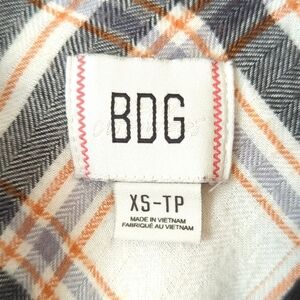 BDG
XS-TP
MADE IN VIETNAM
FABRIQUÉ AU VIETNAM